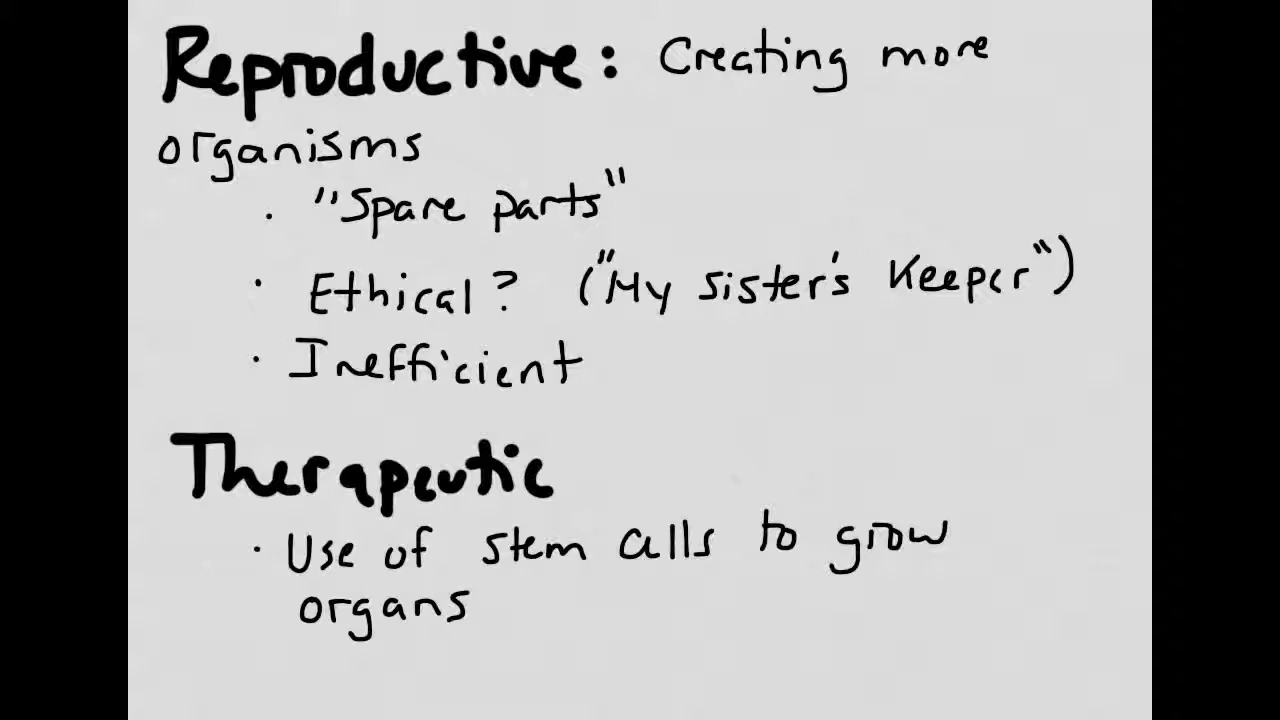 Reproductive: Creating more
organisms
· "Spare parts"
· Ethical? ("My sister's Keeper")
· Inefficient
Therapeutic
· Use of stem cells to grow
organs